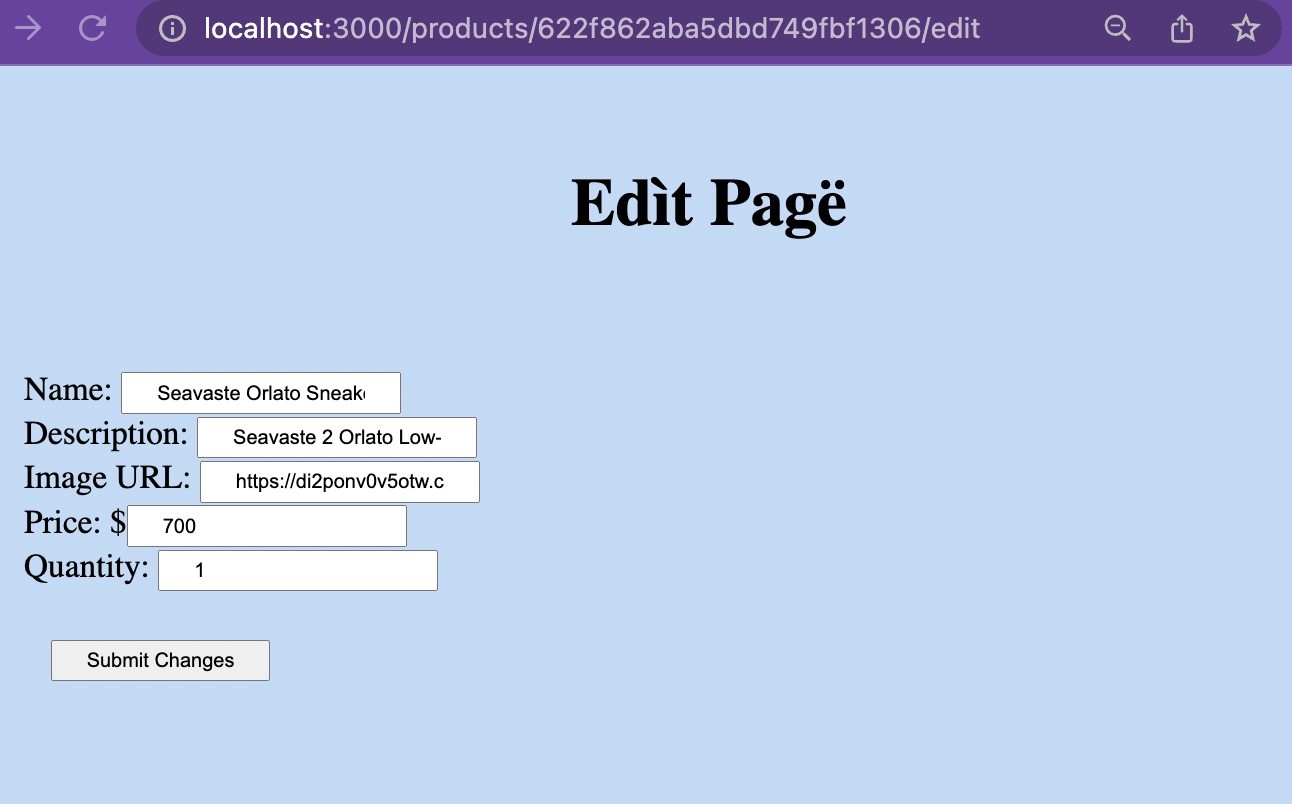 localhost:3000/products/622f862aba5dbd749fbf1306/edit
Edìt Pagë
Name: Seavaste Orlato
Description: Seavaste 2 Orlato Low-
Image URL: https://di2ponv0v5otw.c
Price: $ 700
Quantity: 1
Submit Changes